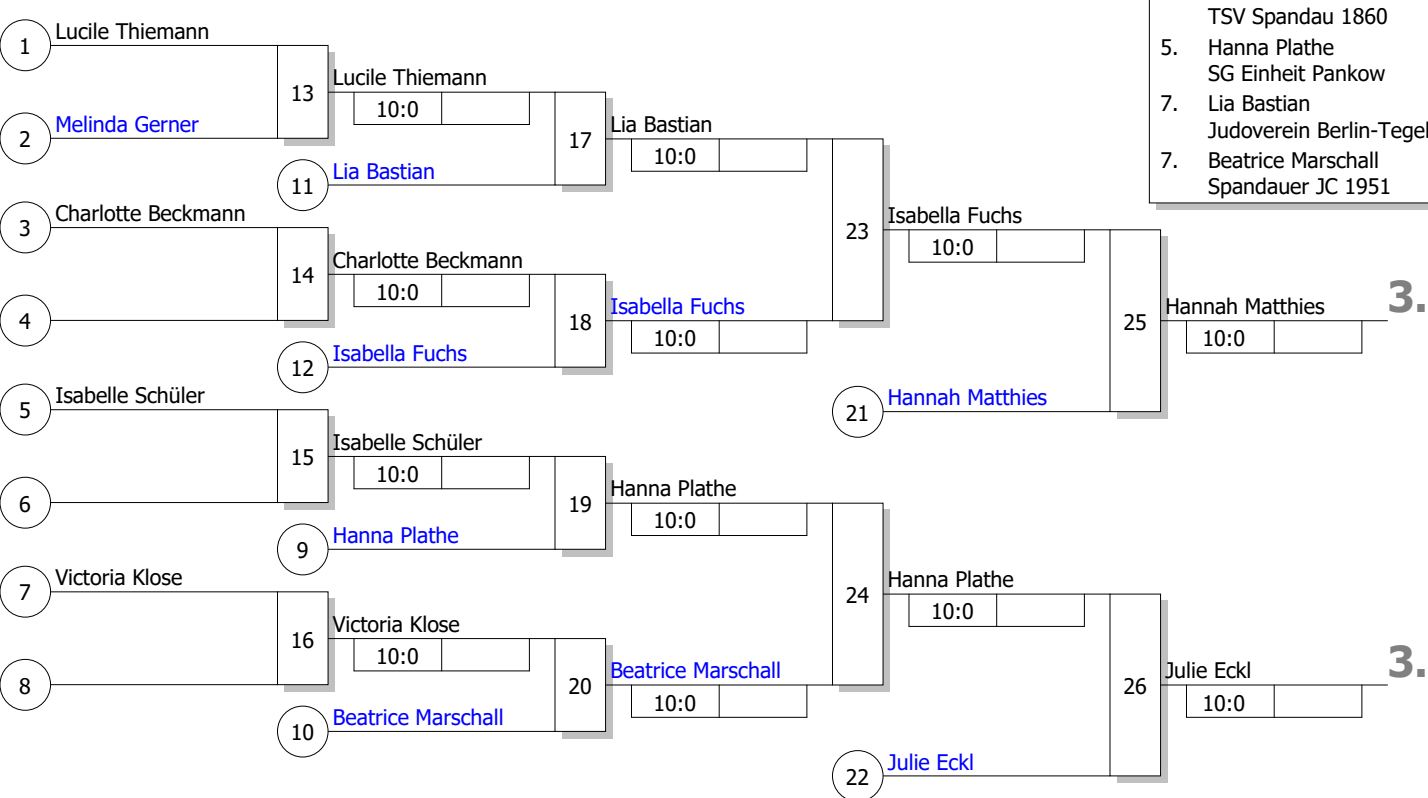 TSV Spandau 1860
5. Hanna Plathe
SG Einheit Pankow
7. Lia Bastian
Judoverein Berlin-Tegel
7. Beatrice Marschall
Spandauer JC 1951
1 Lucile Thiemann
2 Melinda Gerner
13 Lucile Thiemann
10:0
11 Lia Bastian
17 Lia Bastian
10:0
3 Charlotte Beckmann
4
14 Charlotte Beckmann
10:0
12 Isabella Fuchs
18 Isabella Fuchs
10:0
23 Isabella Fuchs
10:0
21 Hannah Matthies
25 Hannah Matthies 3.
10:0
5 Isabelle Schüler
6
15 Isabelle Schüler
10:0
9 Hanna Plathe
19 Hanna Plathe
10:0
7 Victoria Klose
8
16 Victoria Klose
10:0
10 Beatrice Marschall
20 Beatrice Marschall
10:0
24 Hanna Plathe
10:0
22 Julie Eckl
26 Julie Eckl 3.
10:0